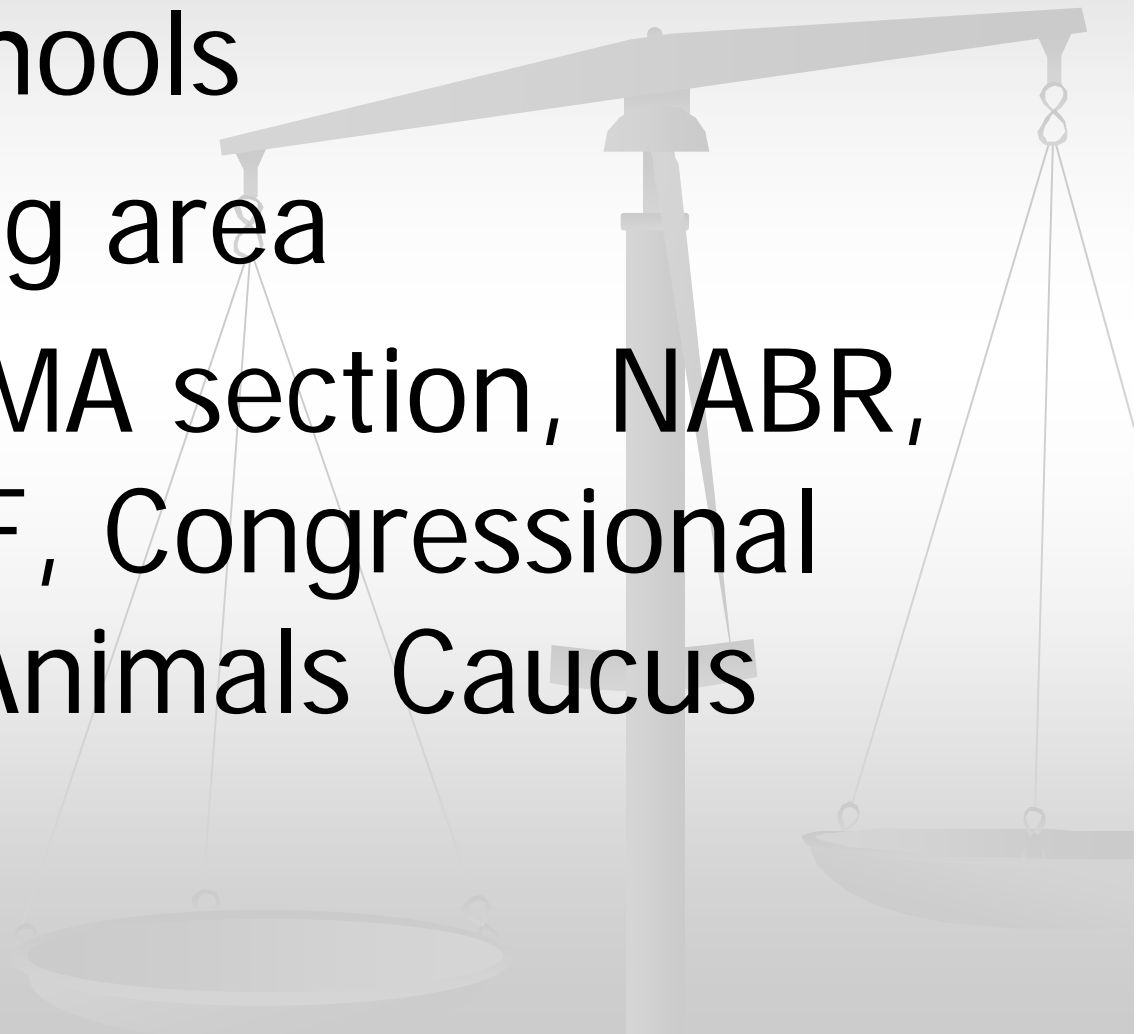 hools
g area
MA section, NABR,
F, Congressional
Animals Caucus